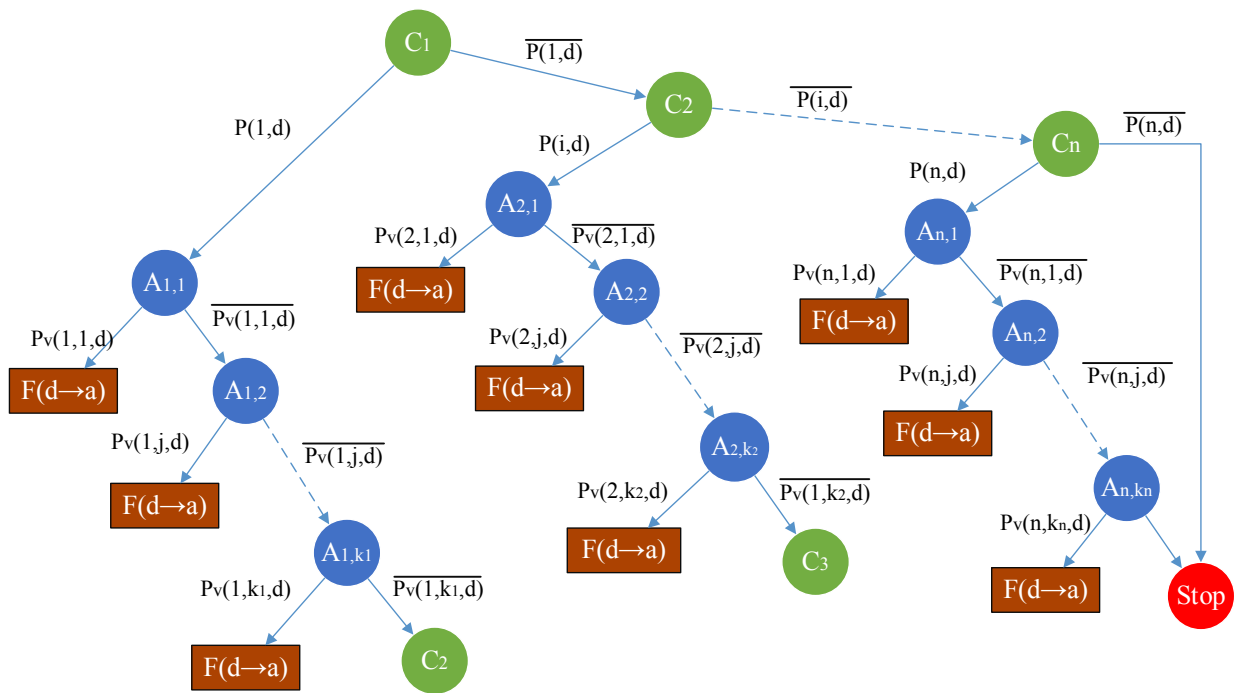 C1
P(1,d)
C2
P(i,d)
Cn
P(n,d)
P(1,d)
P(i,d)
P(n,d)
A2,1
An,1
Pv(2,1,d)
Pv(2,1,d)
Pv(n,1,d)
Pv(n,1,d)
A1,1
F(d→a)
A2,2
F(d→a)
Pv(1,1,d)
Pv(1,1,d)
Pv(2,j,d)
Pv(2,j,d)
An,2
F(d→a)
A1,2
F(d→a)
Pv(n,j,d)
Pv(n,j,d)
Pv(1,j,d)
Pv(1,j,d)
A2,k2
F(d→a)
F(d→a)
Pv(2,k2,d)
Pv(1,k2,d)
An,kn
A1,k1
F(d→a)
C3
Pv(n,kn,d)
Pv(1,k1,d)
Pv(1,k1,d)
F(d→a)
Stop
F(d→a)
C2